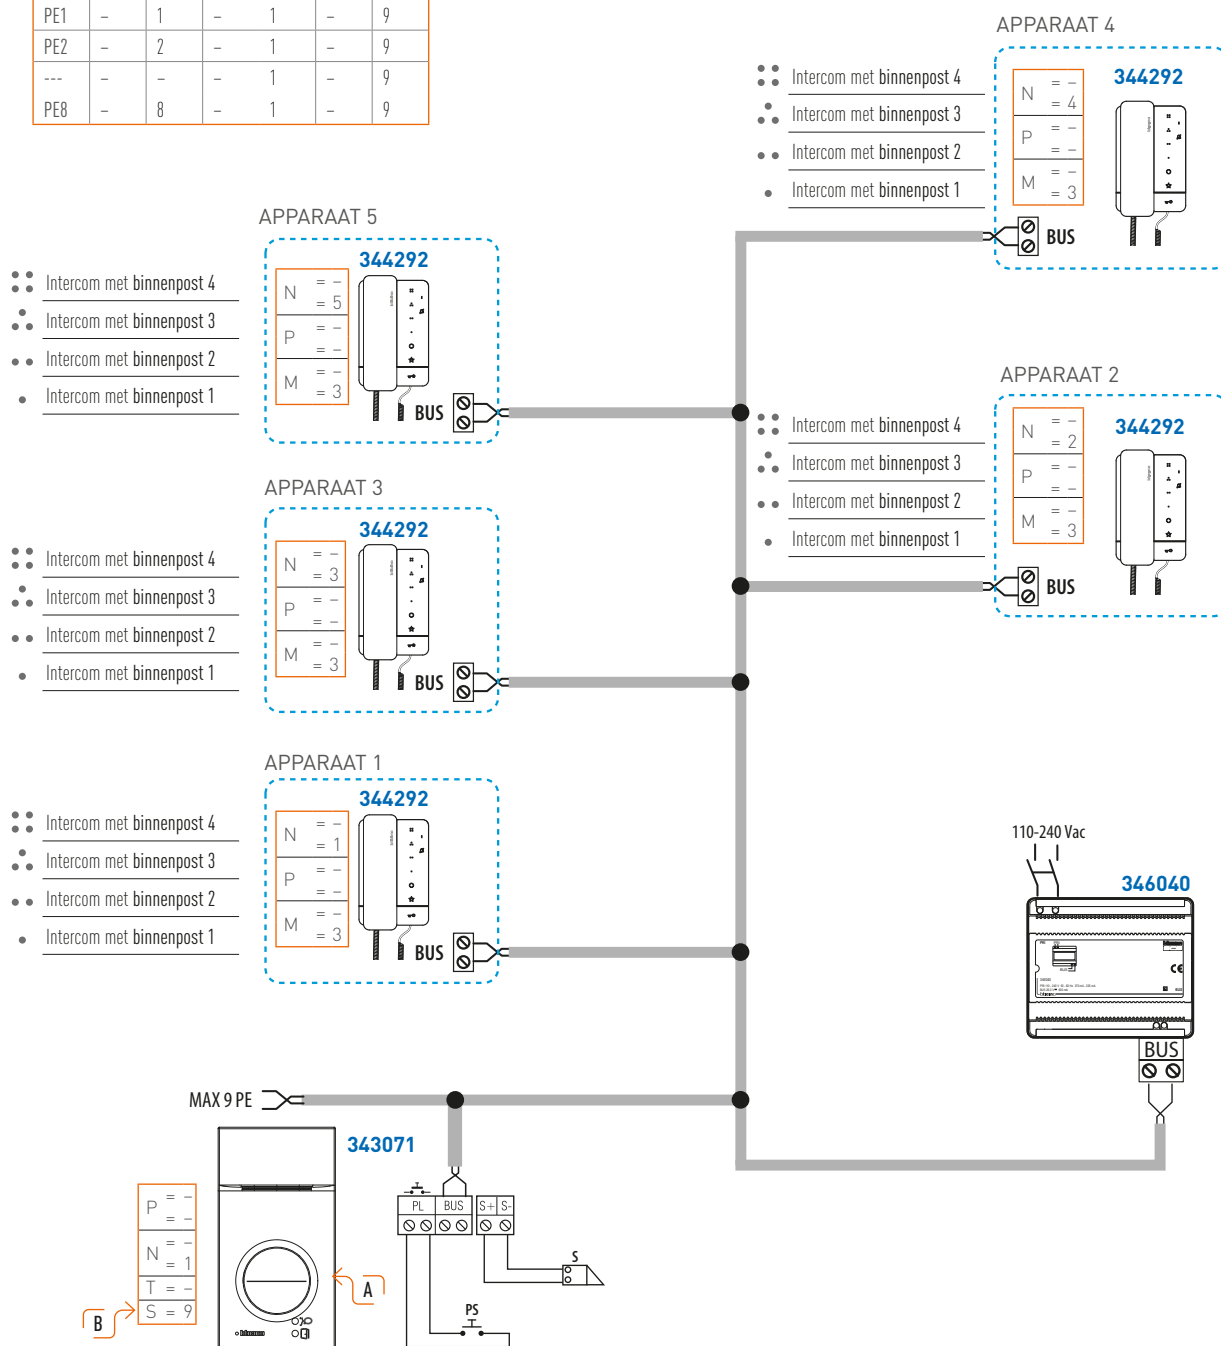 PE1 – 1 – 1 – 9
PE2 – 2 – 1 – 9
--- – – – 1 – 9
PE8 – 8 – 1 – 9
APPARAAT 4
Intercom met binnenpost 4
Intercom met binnenpost 3
Intercom met binnenpost 2
Intercom met binnenpost 1
344292
N = –
= 4
P = –
= –
M = –
= 3
BUS
APPARAAT 5
Intercom met binnenpost 4
Intercom met binnenpost 3
Intercom met binnenpost 2
Intercom met binnenpost 1
344292
N = –
= 5
P = –
= –
M = –
= 3
BUS
APPARAAT 2
Intercom met binnenpost 4
Intercom met binnenpost 3
Intercom met binnenpost 2
Intercom met binnenpost 1
344292
N = –
= 2
P = –
= –
M = –
= 3
BUS
APPARAAT 3
Intercom met binnenpost 4
Intercom met binnenpost 3
Intercom met binnenpost 2
Intercom met binnenpost 1
344292
N = –
= 3
P = –
= –
M = –
= 3
BUS
APPARAAT 1
Intercom met binnenpost 4
Intercom met binnenpost 3
Intercom met binnenpost 2
Intercom met binnenpost 1
344292
N = –
= 1
P = –
= –
M = –
= 3
BUS
110-240 Vac
346040
CE
BUS
MAX 9 PE
343071
P = –
= –
N = –
= 1
T = –
S = 9
B
A
PL BUS S+ S-
S
PS